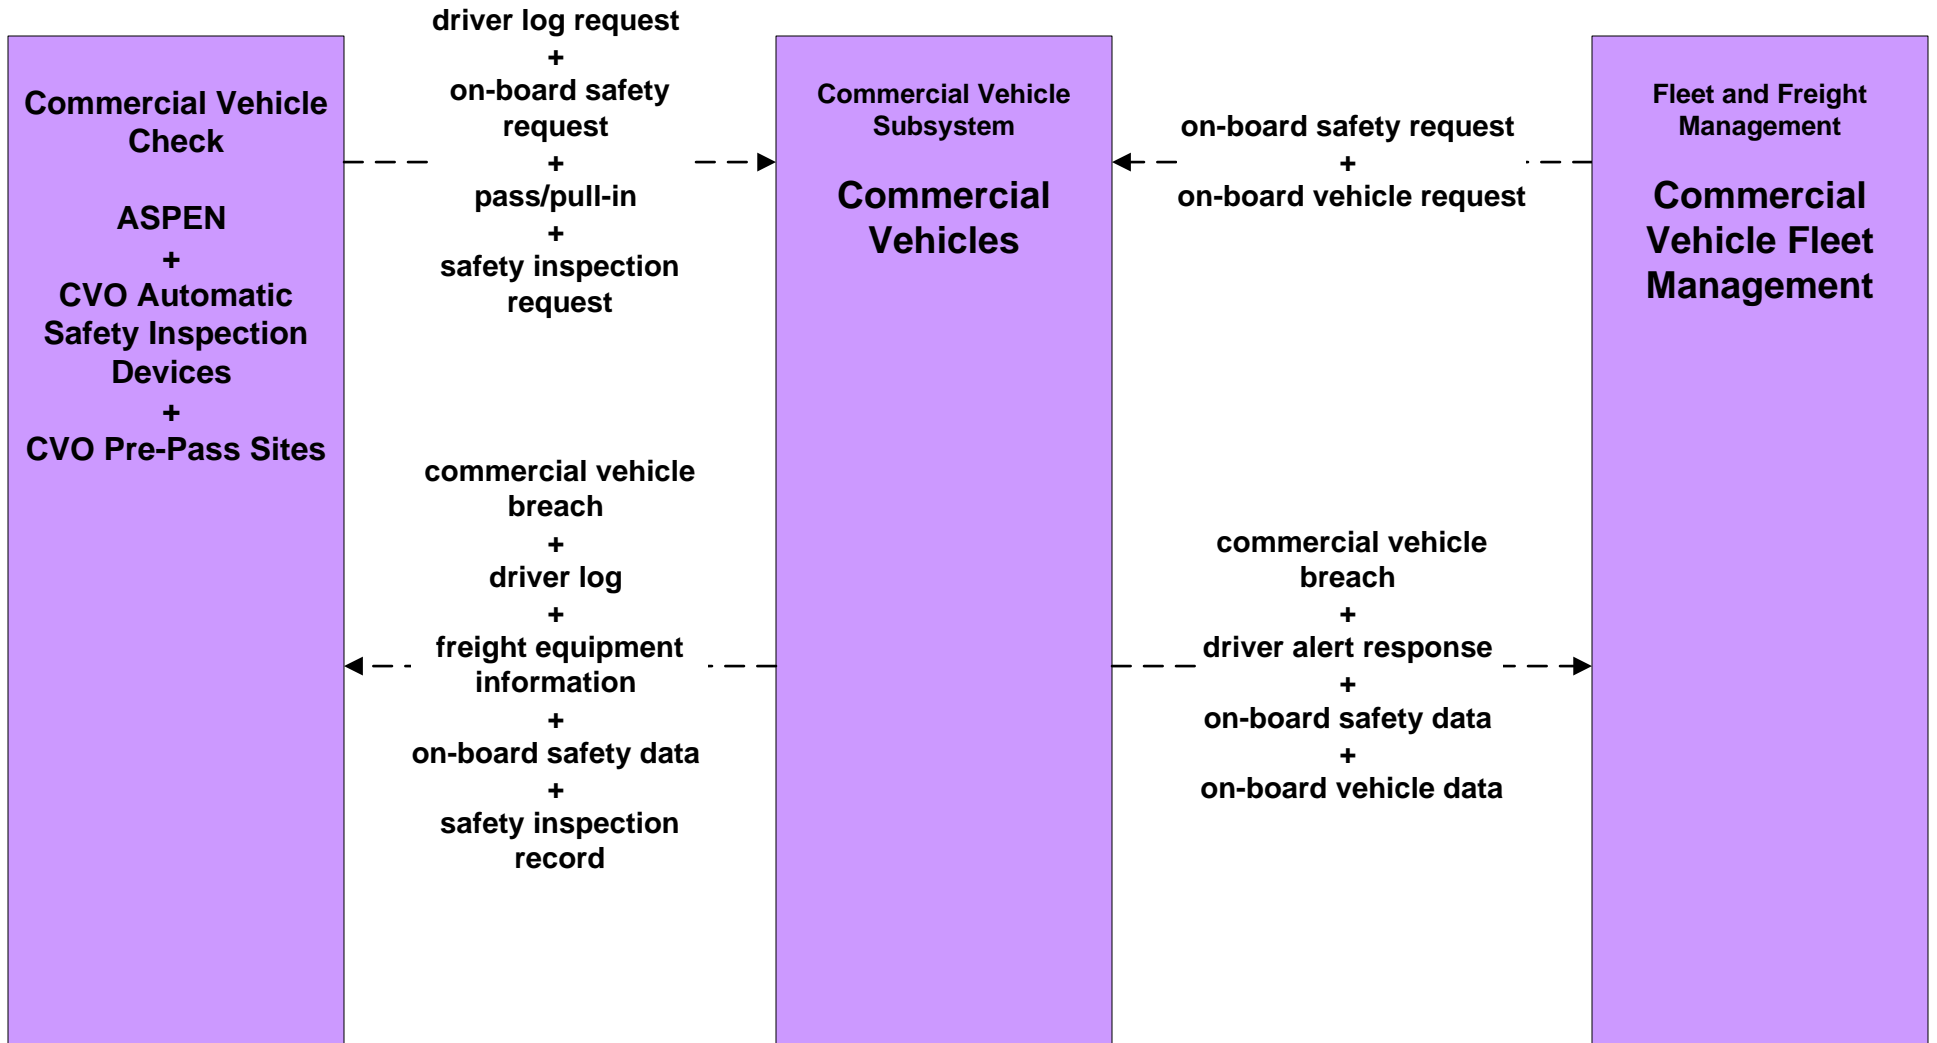 Commercial Vehicle
Check
ASPEN
+
CVO Automatic
Safety Inspection
Devices
+
CVO Pre-Pass Sites
driver log request
+
on-board safety
request
+
pass/pull-in
+
safety inspection
request
commercial vehicle
breach
+
driver log
+
freight equipment
information
+
on-board safety data
+
safety inspection
record
Commercial Vehicle
Subsystem
Commercial
Vehicles
on-board safety request
+
on-board vehicle request
commercial vehicle
breach
+
driver alert response
+
on-board safety data
+
on-board vehicle data
Fleet and Freight
Management
Commercial
Vehicle Fleet
Management